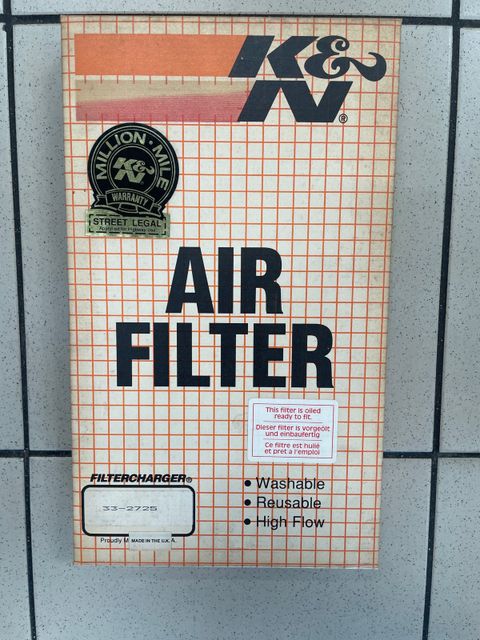 K&N®
MILLION • MILE
K&N
WARRANTY
STREET LEGAL
AIR
FILTER
This filter is oiled
ready to fit.
Dieser filter is vorgeölt
und einbaufertig
Ce filtre est huilé
et pret a l'emploi
FILTERCHARGER®
• Washable
• Reusable
• High Flow
33-2725
Proudly M MADE IN THE U.K. A.